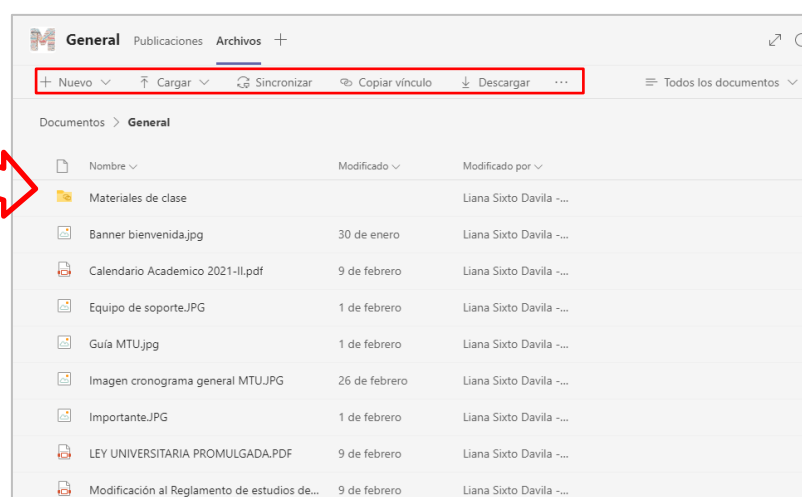 General Publicaciones Archivos
Nuevo Cargar Sincronizar Copiar vínculo Descargar ... Todos los documentos
Documentos > General
Nombre Modificado Modificado por
Materiales de clase Liana Sixto Davila -...
Banner bienvenida.jpg 30 de enero Liana Sixto Davila -...
Calendario Academico 2021-II.pdf 9 de febrero Liana Sixto Davila -...
Equipo de soporte.JPG 1 de febrero Liana Sixto Davila -...
Guía MTU.jpg 1 de febrero Liana Sixto Davila -...
Imagen cronograma general MTU.JPG 26 de febrero Liana Sixto Davila -...
Importante.JPG 1 de febrero Liana Sixto Davila -...
LEY UNIVERSITARIA PROMULGADA.PDF 9 de febrero Liana Sixto Davila -...
Modificación al Reglamento de estudios de... 9 de febrero Liana Sixto Davila -...